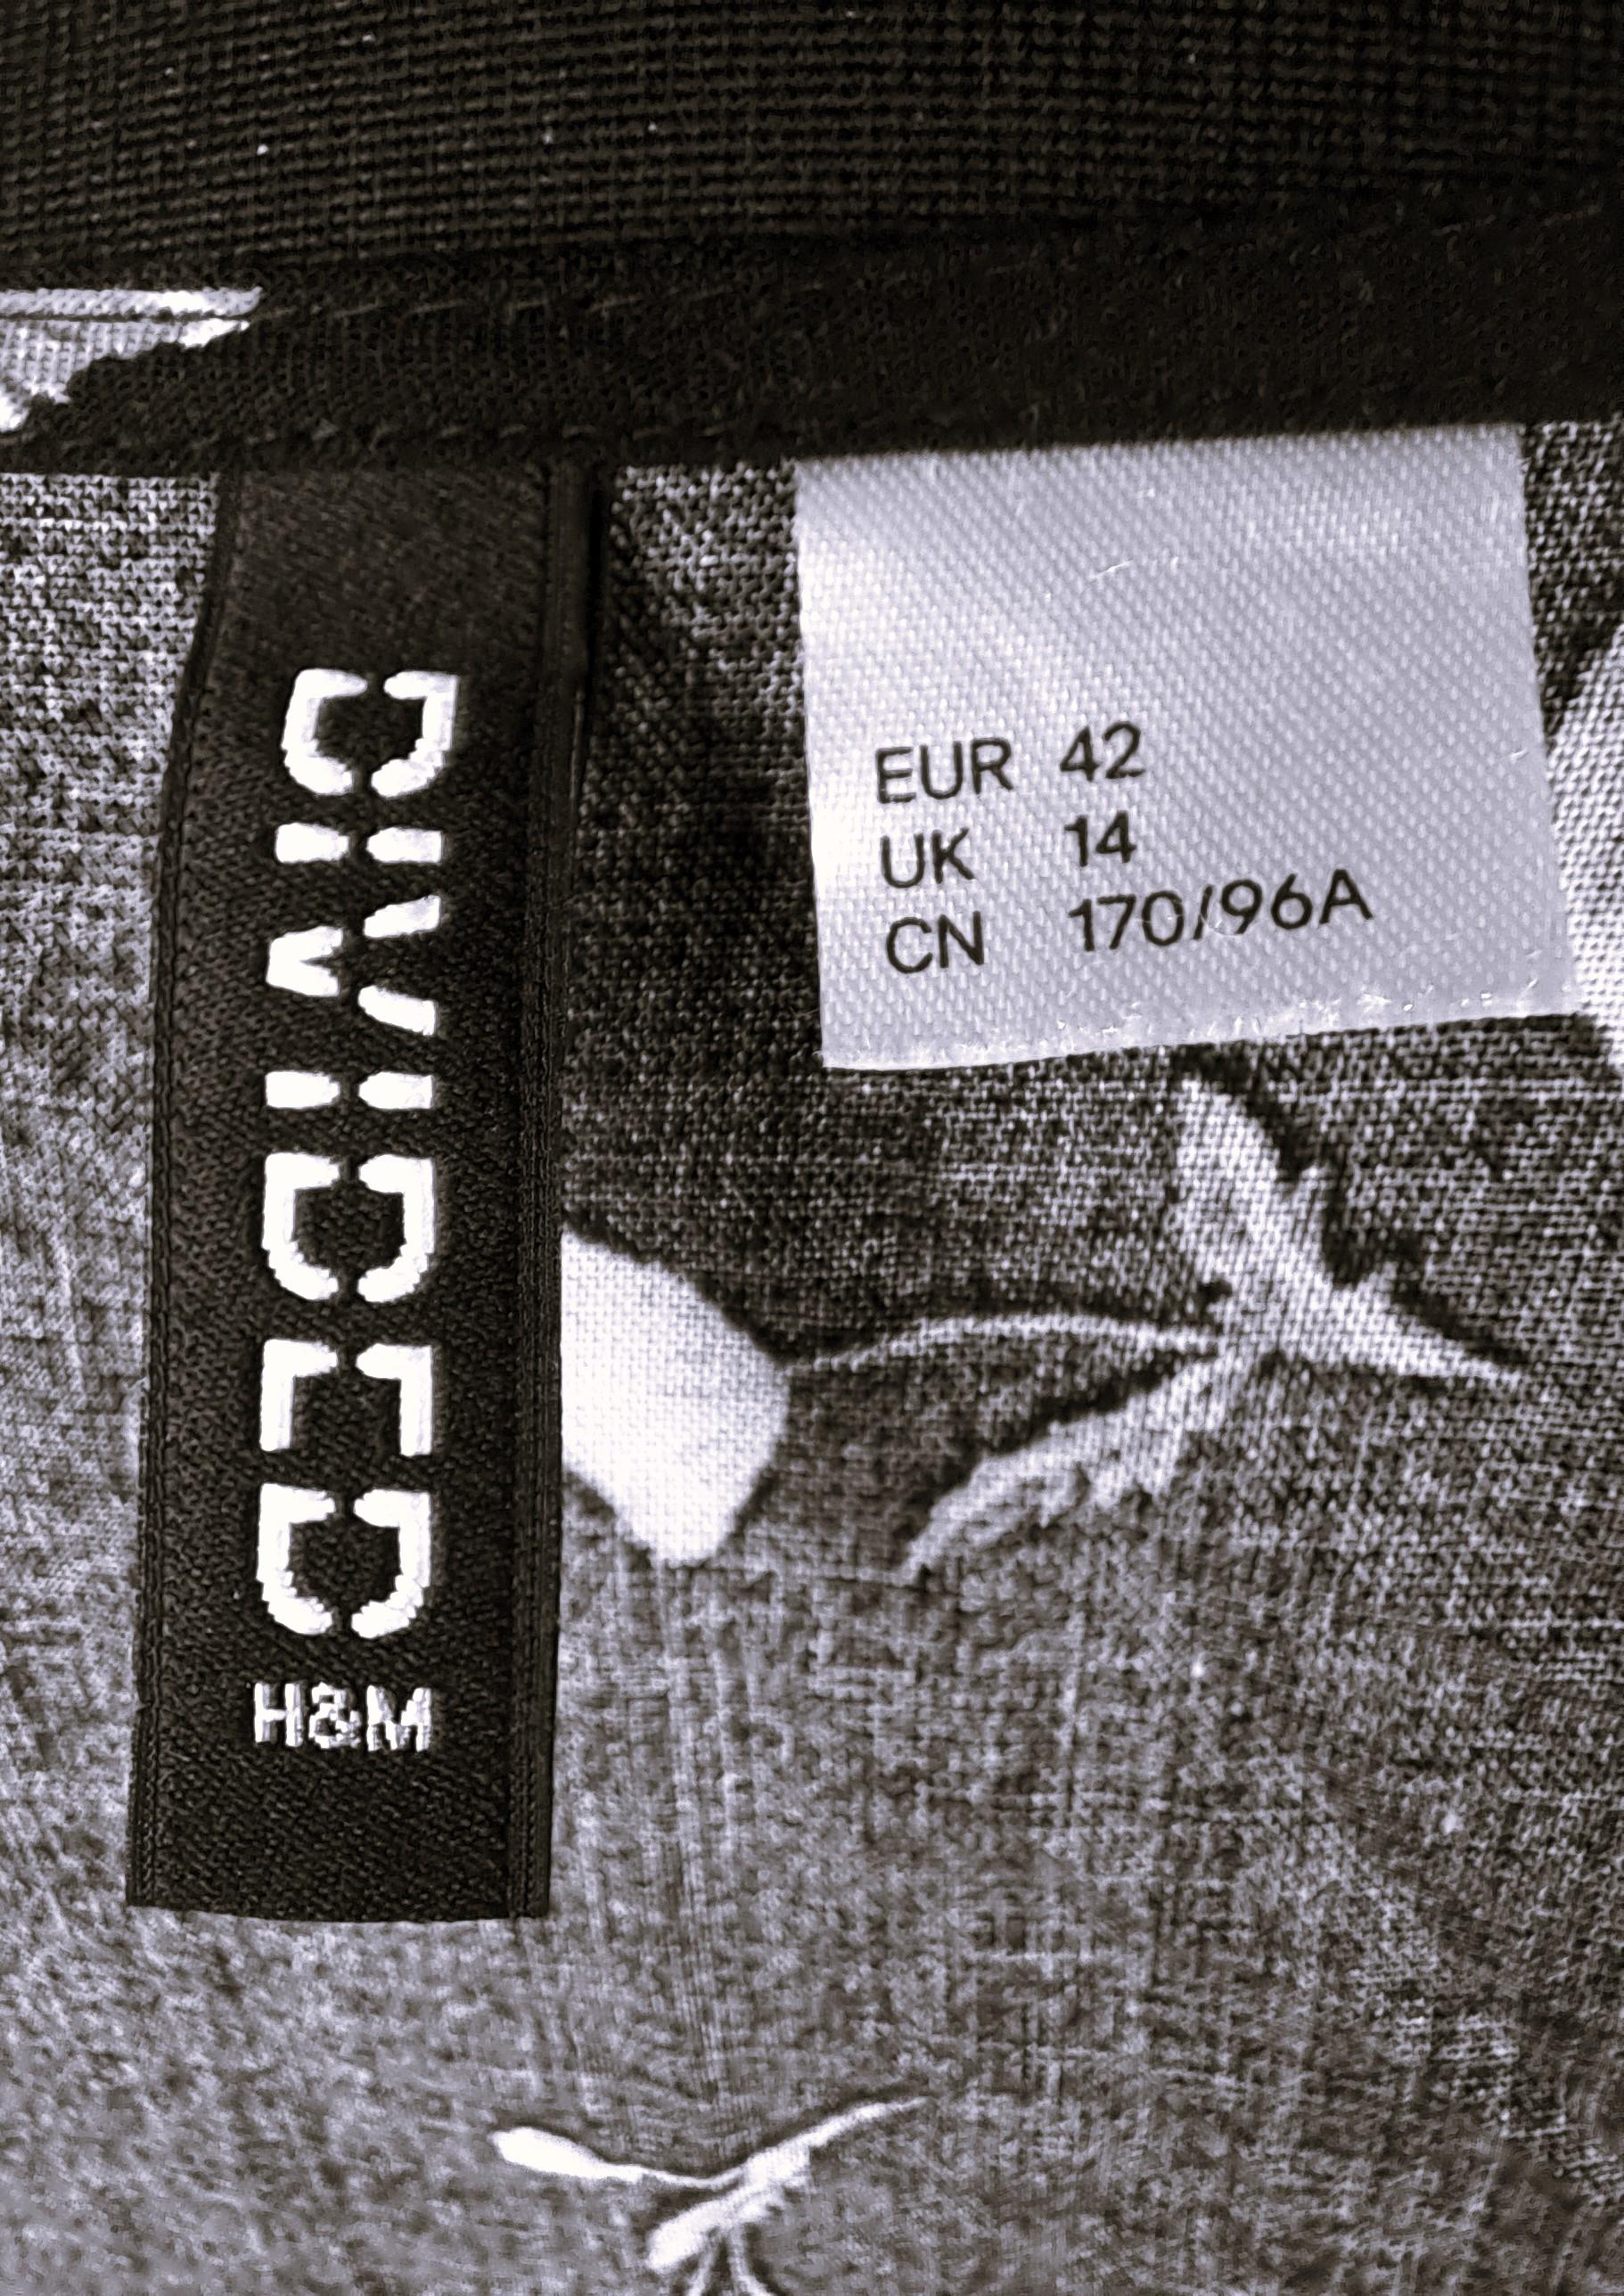 DIVIDED
H&M
EUR 42
UK 14
CN 170/96A